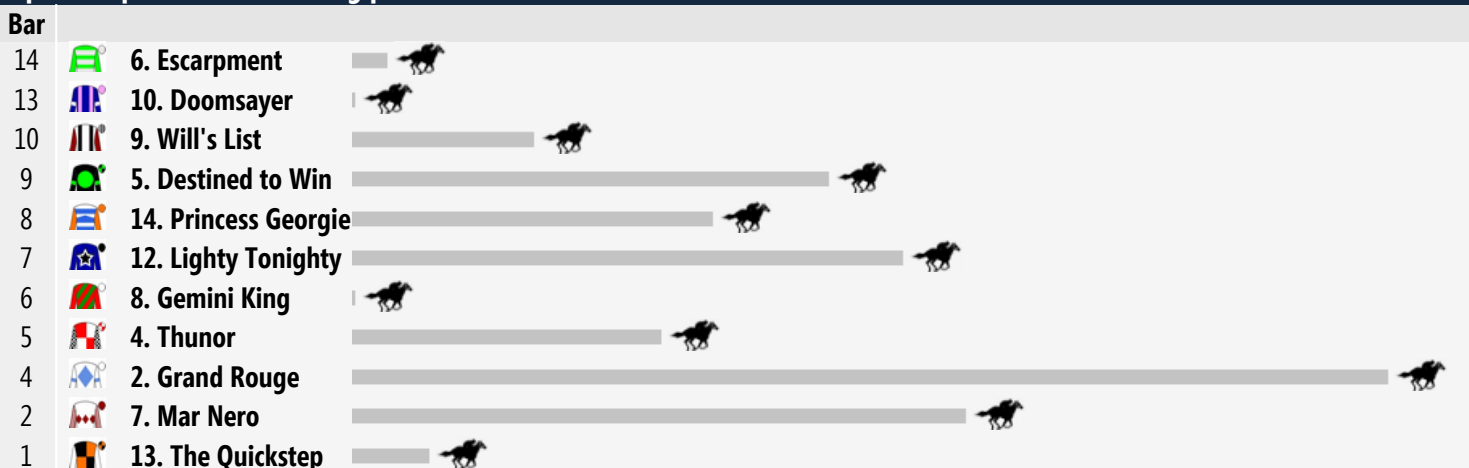 Bar
14 6. Escarpment
13 10. Doomsayer
10 9. Will's List
9 5. Destined to Win
8 14. Princess Georgie
7 12. Lighty Tonighty
6 8. Gemini King
5 4. Thunor
4 2. Grand Rouge
2 7. Mar Nero
1 13. The Quickstep